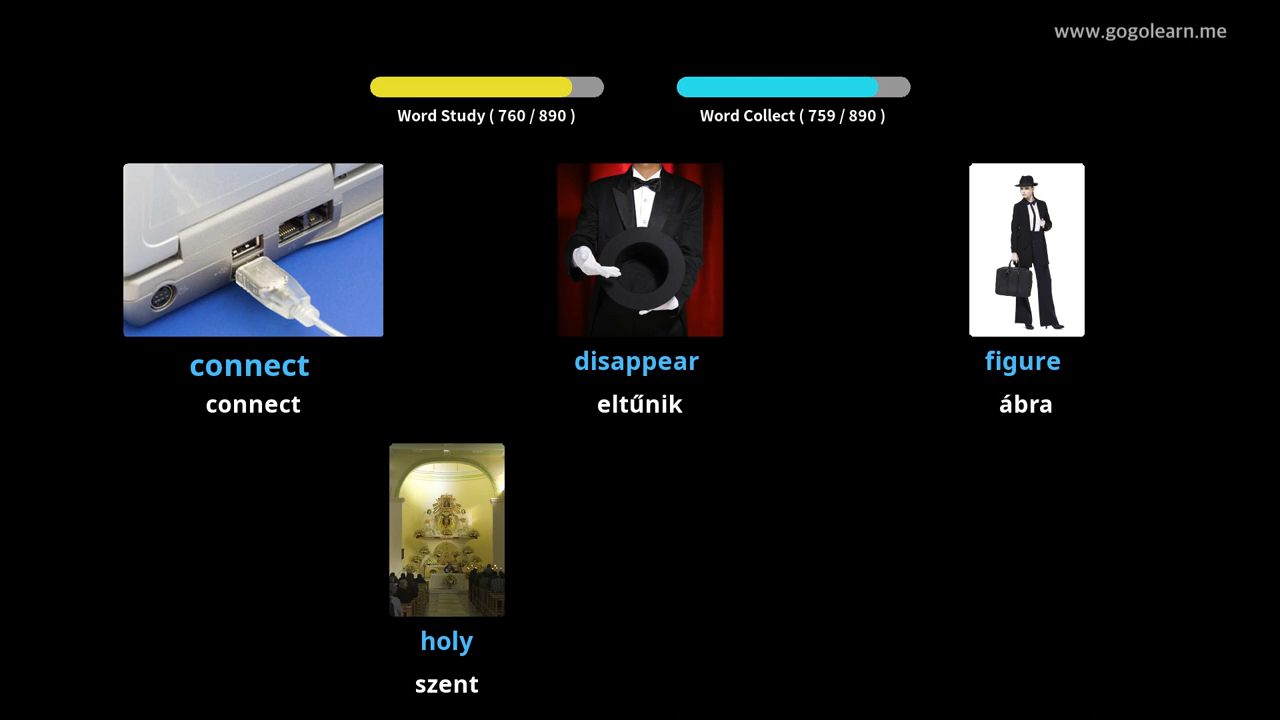 www.gogolearn.me
Word Study ( 760 / 890 )
Word Collect ( 759 / 890 )
connect
connect
disappear
eltűnik
figure
ábra
holy
szent